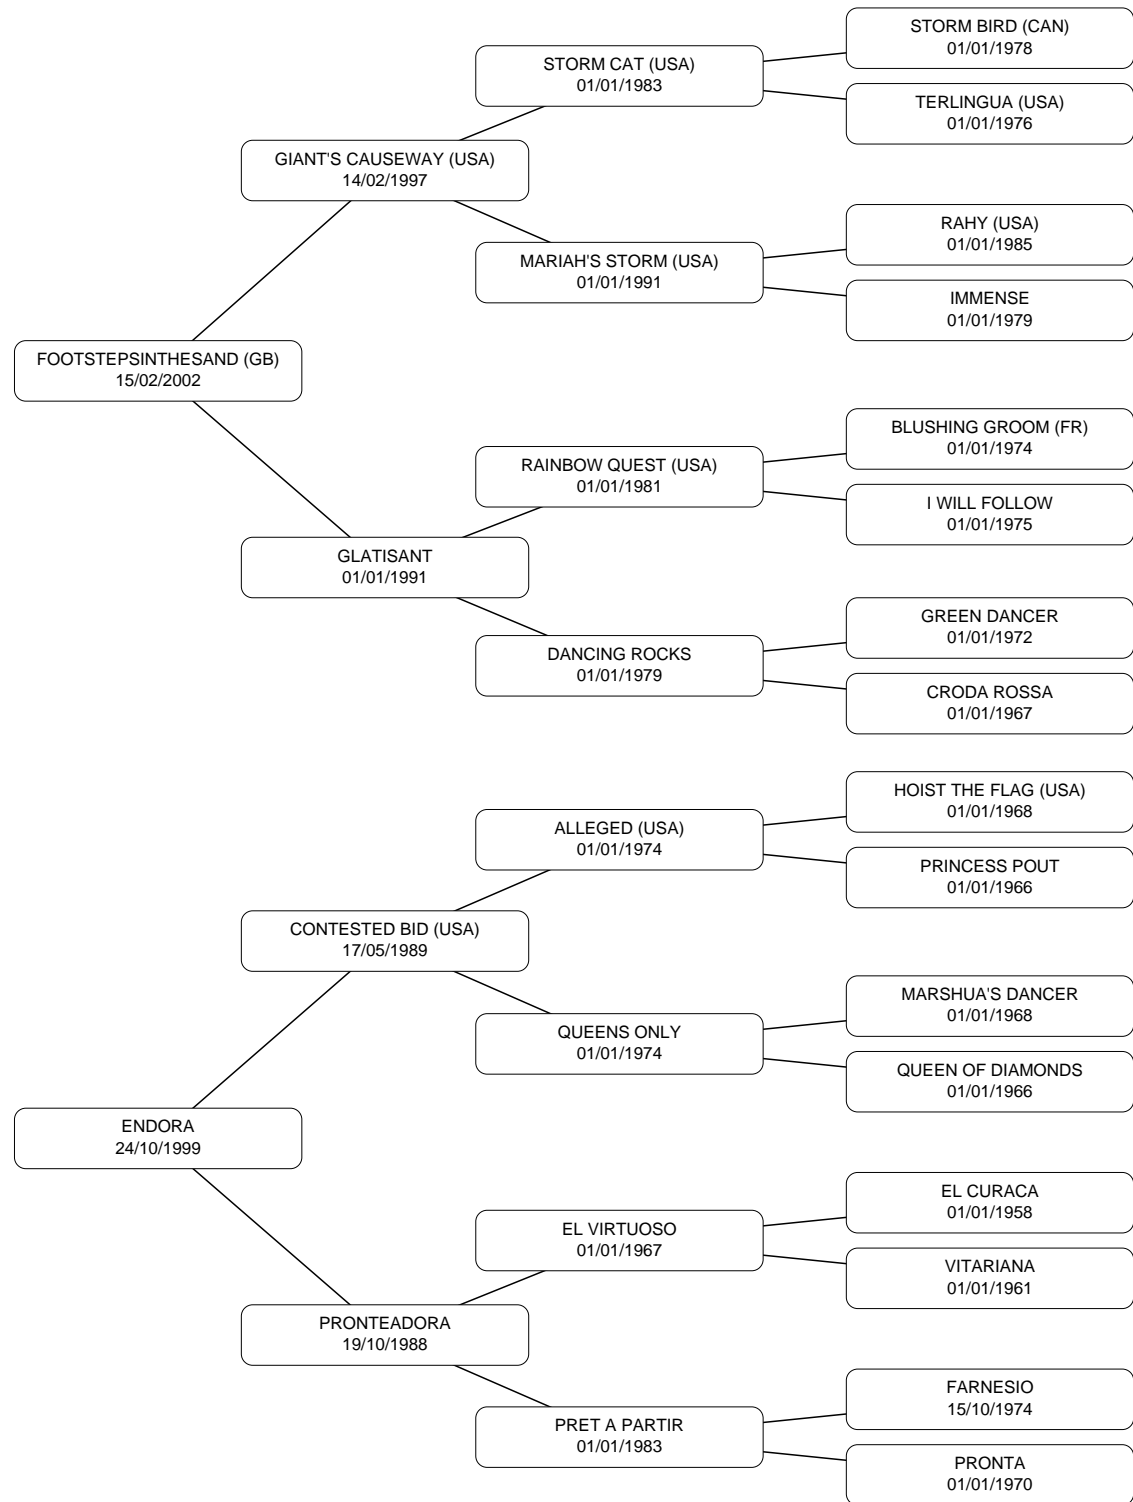 STORM BIRD (CAN)
01/01/1978
STORM CAT (USA)
01/01/1983
TERLINGUA (USA)
01/01/1976
GIANT'S CAUSEWAY (USA)
14/02/1997
RAHY (USA)
01/01/1985
MARIAH'S STORM (USA)
01/01/1991
IMMENSE
01/01/1979
FOOTSTEPSINTHESAND (GB)
15/02/2002
BLUSHING GROOM (FR)
01/01/1974
RAINBOW QUEST (USA)
01/01/1981
I WILL FOLLOW
01/01/1975
GLATISANT
01/01/1991
GREEN DANCER
01/01/1972
DANCING ROCKS
01/01/1979
CRODA ROSSA
01/01/1967
HOIST THE FLAG (USA)
01/01/1968
ALLEGED (USA)
01/01/1974
PRINCESS POUT
01/01/1966
CONTESTED BID (USA)
17/05/1989
MARSHUA'S DANCER
01/01/1968
QUEENS ONLY
01/01/1974
QUEEN OF DIAMONDS
01/01/1966
ENDORA
24/10/1999
EL CURACA
01/01/1958
EL VIRTUOSO
01/01/1967
VITARIANA
01/01/1961
PRONTEADORA
19/10/1988
FARNESIO
15/10/1974
PRET A PARTIR
01/01/1983
PRONTA
01/01/1970